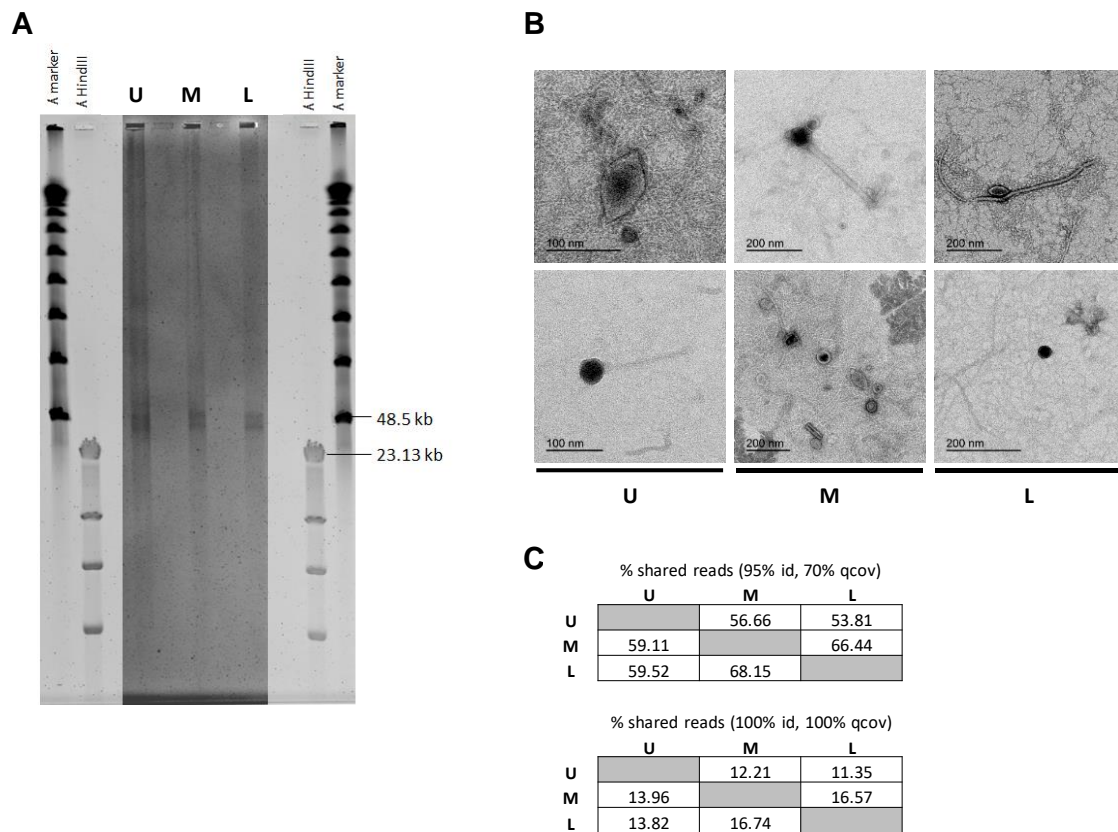 A
B
Á marker
Á HindIII
U M L
Á HindIII
Á marker
48.5 kb
23.13 kb
100 nm
200 nm
200 nm
100 nm
200 nm
200 nm
U M L
C
% shared reads (95% id, 70% qcov)
U M L
U 56.66 53.81
M 59.11 66.44
L 59.52 68.15
% shared reads (100% id, 100% qcov)
U M L
U 12.21 11.35
M 13.96 16.57
L 13.82 16.74